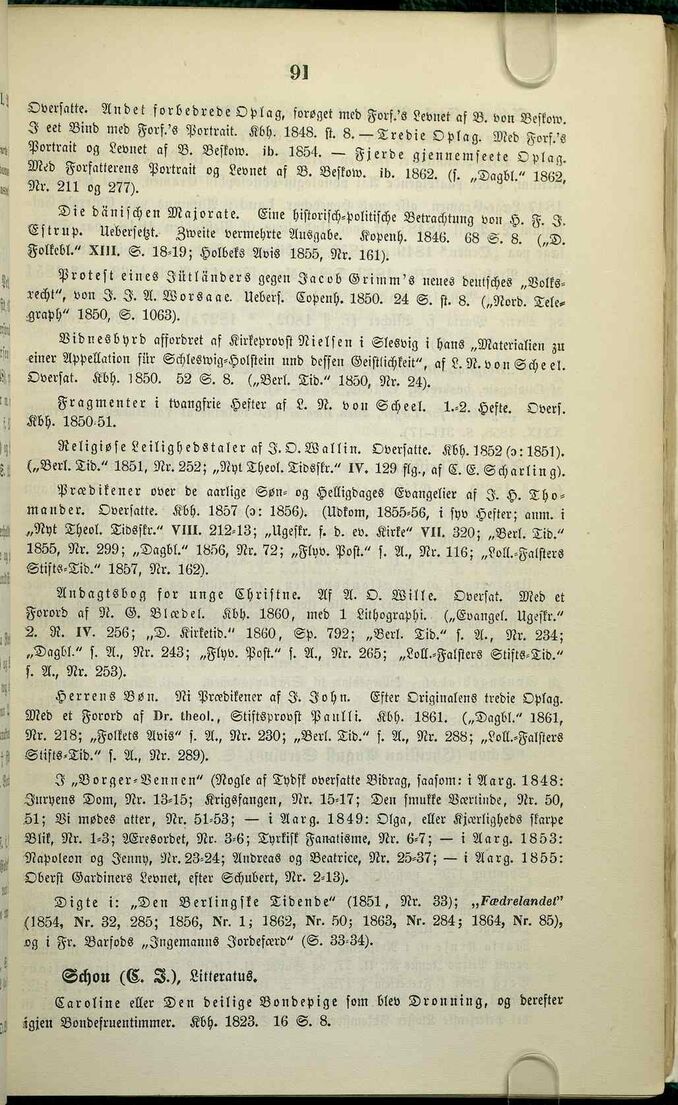 91
Oversatte. Andet forbedrede Oplag, forøget med Forf.'s Levnet af B. von Beskow.
I eet Bind med Forf.'s Portrait. Kbh. 1848. st. 8. — Tredie Oplag. Med Forf.'s
Portrait og Levnet af B. Beskow. ib. 1854. — Fjerde gjennemseete Oplag.
Med Forfatterens Portrait og Levnet af B. Beskow. ib. 1862. (s. „Dagbl." 1862,
Nr. 211 og 277).
Die dänischen Majorate. Eine historisch-politische Betrachtung von H. F. J.
Estrup. Uebersetzt. Zweite vermehrte Ausgabe. Kopenh. 1846. 68 S. 8. („D.
Folkebl." XIII. S. 18-19; Holbeks Avis 1855, Nr. 161).
Protest eines Jütländers gegen Jacob Grimm's neues deutsches „Volks-
recht", von J. J. A. Worsaae. Uebers. Copenh. 1850. 24 S. st. 8. („Nord. Tele-
graph" 1850, S. 1063).
Vidnesbyrd affordret af Kirkeprovst Nielsen i Slesvig i hans „Materialien zu
einer Appellation für Schleswig-Holstein und dessen Geistlichkeit", af L. N. von Scheel.
Oversat. Kbh. 1850. 52 S. 8. („Berl. Tid." 1850, Nr. 24).
Fragmenter i tvangfrie Hefter af L. N. von Scheel. 1.-2. Hefte. Overs.
Kbh. 1850-51.
Religiøse Leilighedstaler af J. O. Wallin. Oversatte. Kbh. 1852 (ɔ: 1851).
(„Berl. Tid." 1851, Nr. 252; „Nyt Theol. Tidsskr." IV. 129 flg., af C. E. Scharling).
Prædikener over de aarlige Søn- og Helligdages Evangelier af J. H. Tho-
mander. Oversatte. Kbh. 1857 (ɔ: 1856). (Udkom, 1855-56, i syv Hefter; anm. i
„Nyt Theol. Tidsskr." VIII. 212-13; „Ugeskr. f. d. ev. Kirke" VII. 320; „Berl. Tid."
1855, Nr. 299; „Dagbl." 1856, Nr. 72; „Flyv. Post." s. A., Nr. 116; „Loll.-Falsters
Stifts-Tid." 1857, Nr. 162).
Andagtsbog for unge Christne. Af A. O. Wille. Oversat. Med et
Forord af N. G. Blædel. Kbh. 1860, med 1 Lithographi. („Evangel. Ugeskr."
2. R. IV. 256; „D. Kirketid." 1860, Sp. 792; „Berl. Tid." s. A., Nr. 234;
„Dagbl." s. A., Nr. 243; „Flyv. Post." s. A., Nr. 265; „Loll.-Falsters Stifts-Tid."
s. A., Nr. 253).
Herrens Bøn. Ni Prædikener af J. John. Efter Originalens tredie Oplag.
Med et Forord af Dr. theol., Stiftsprovst Paulli. Kbh. 1861. („Dagbl." 1861,
Nr. 218; „Folkets Avis" s. A., Nr. 230; „Berl. Tid." s. A., Nr. 288; „Loll.-Falsters
Stifts-Tid." s. A., Nr. 289).
I „Borger-Vennen" (Nogle af Tydsk oversatte Bidrag, saasom: i Aarg. 1848:
Juryens Dom, Nr. 13-15; Krigsfangen, Nr. 15-17; Den smukke Værtinde, Nr. 50,
51; Vi mødes atter, Nr. 51-53; — i Aarg. 1849: Olga, eller Kjærligheds skarpe
Blik, Nr. 1-3; Æresordet, Nr. 3-6; Tyrkisk Fanatisme, Nr. 6-7; — i Aarg. 1853:
Napoleon og Jenny, Nr. 23-24; Andreas og Beatrice, Nr. 25-37; — i Aarg. 1855:
Oberst Gardiners Levnet, efter Schubert, Nr. 2-13).
Digte i: „Den Berlingske Tidende" (1851, Nr. 33); „Fædrelandet"
(1854, Nr. 32, 285; 1856, Nr. 1; 1862, Nr. 50; 1863, Nr. 284; 1864, Nr. 85),
og i Fr. Barfods „Ingemanns Jordefærd" (S. 33-34).
Schou (C. J.), Litteratus.
Caroline eller Den deilige Bondepige som blev Dronning, og derefter
igjen Bondefruentimmer. Kbh. 1823. 16 S. 8.